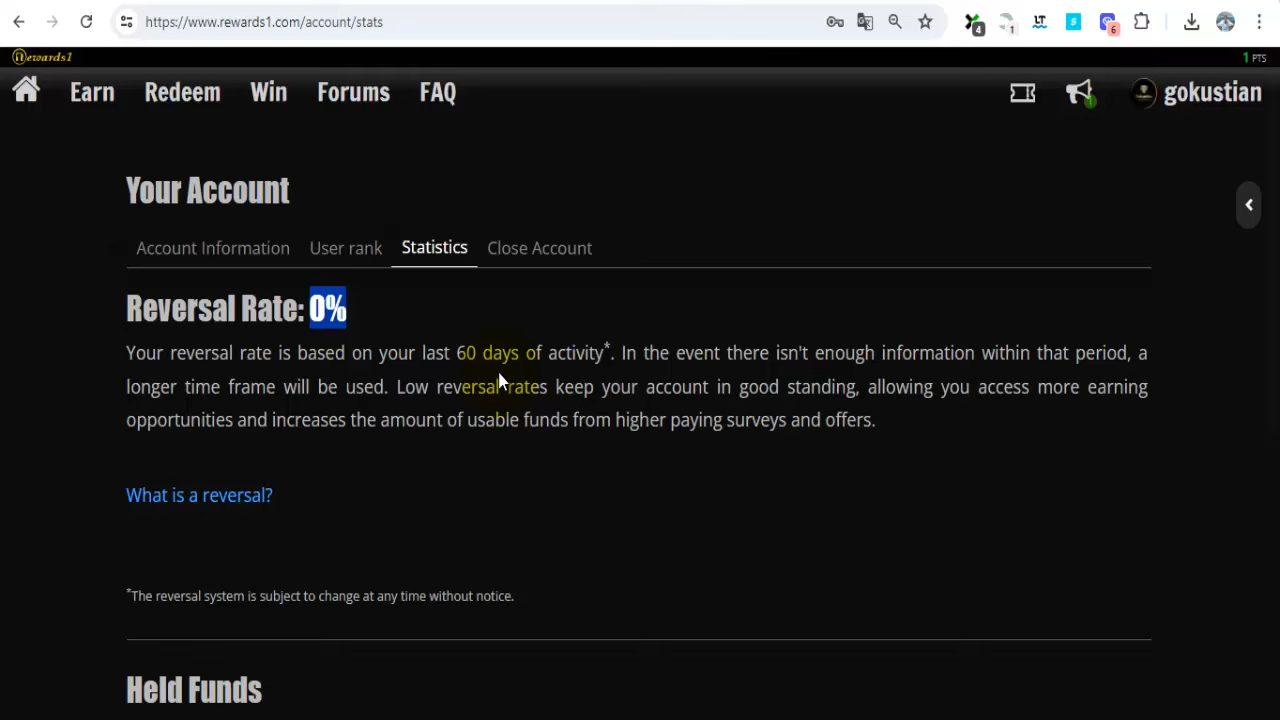 https://www.rewards1.com/account/stats
4
1
LT
S
6
Rewards1
1 PTS
Earn Redeem Win Forums FAQ
1
gokustian
Your Account
Account Information User rank Statistics Close Account
Reversal Rate: 0%
Your reversal rate is based on your last 60 days of activity*. In the event there isn't enough information within that period, a
longer time frame will be used. Low reversal rates keep your account in good standing, allowing you access more earning
opportunities and increases the amount of usable funds from higher paying surveys and offers.
What is a reversal?
*The reversal system is subject to change at any time without notice.
Held Funds